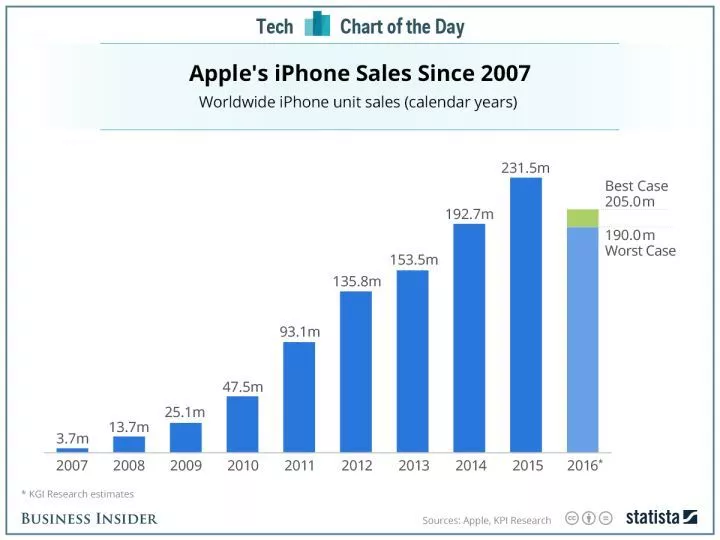 Tech Chart of the Day
Apple's iPhone Sales Since 2007
Worldwide iPhone unit sales (calendar years)
3.7m
13.7m
25.1m
47.5m
93.1m
135.8m
153.5m
192.7m
231.5m
Best Case
205.0m
190.0m
Worst Case
2007 2008 2009 2010 2011 2012 2013 2014 2015 2016*
* KGI Research estimates
BUSINESS INSIDER
Sources: Apple, KPI Research
cc
statista